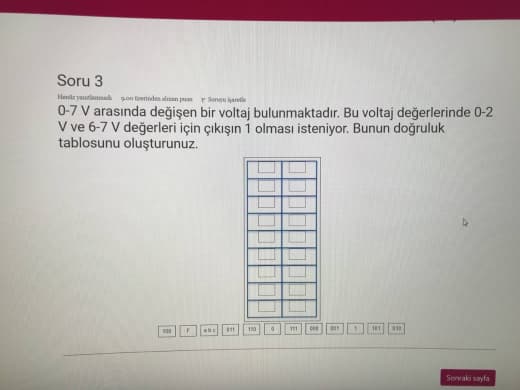 Soru 3
Henüz yanıtlanmadı 9,00 üzerinden alınan puan Soruyu işaretle
0-7 V arasında değişen bir voltaj bulunmaktadır. Bu voltaj değerlerinde 0-2
V ve 6-7 V değerleri için çıkışın 1 olması isteniyor. Bunun doğruluk
tablosunu oluşturunuz.
100 F a b c 011 110 0 111 000 001 1 101 010
Sonraki sayfa